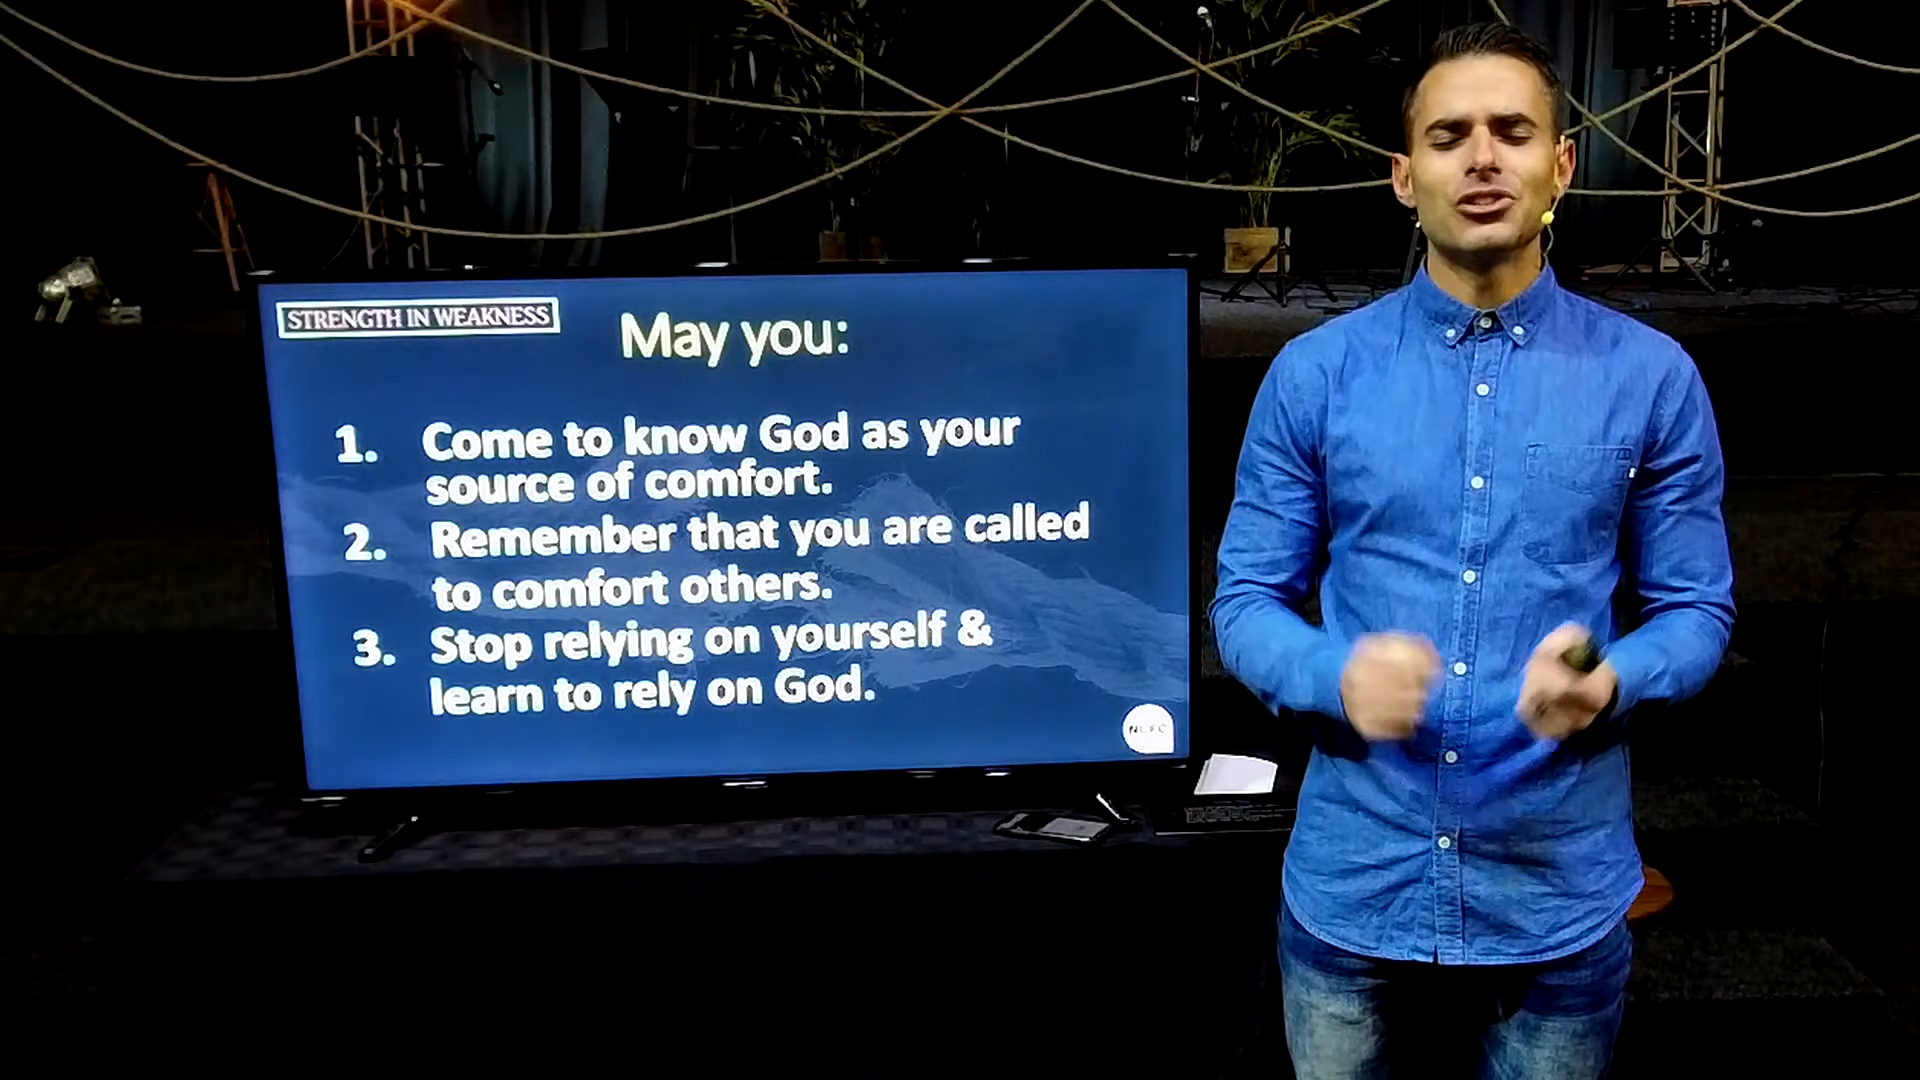 STRENGTH IN WEAKNESS
May you:
1. Come to know God as your
source of comfort.
2. Remember that you are called
to comfort others.
3. Stop relying on yourself &
learn to rely on God.